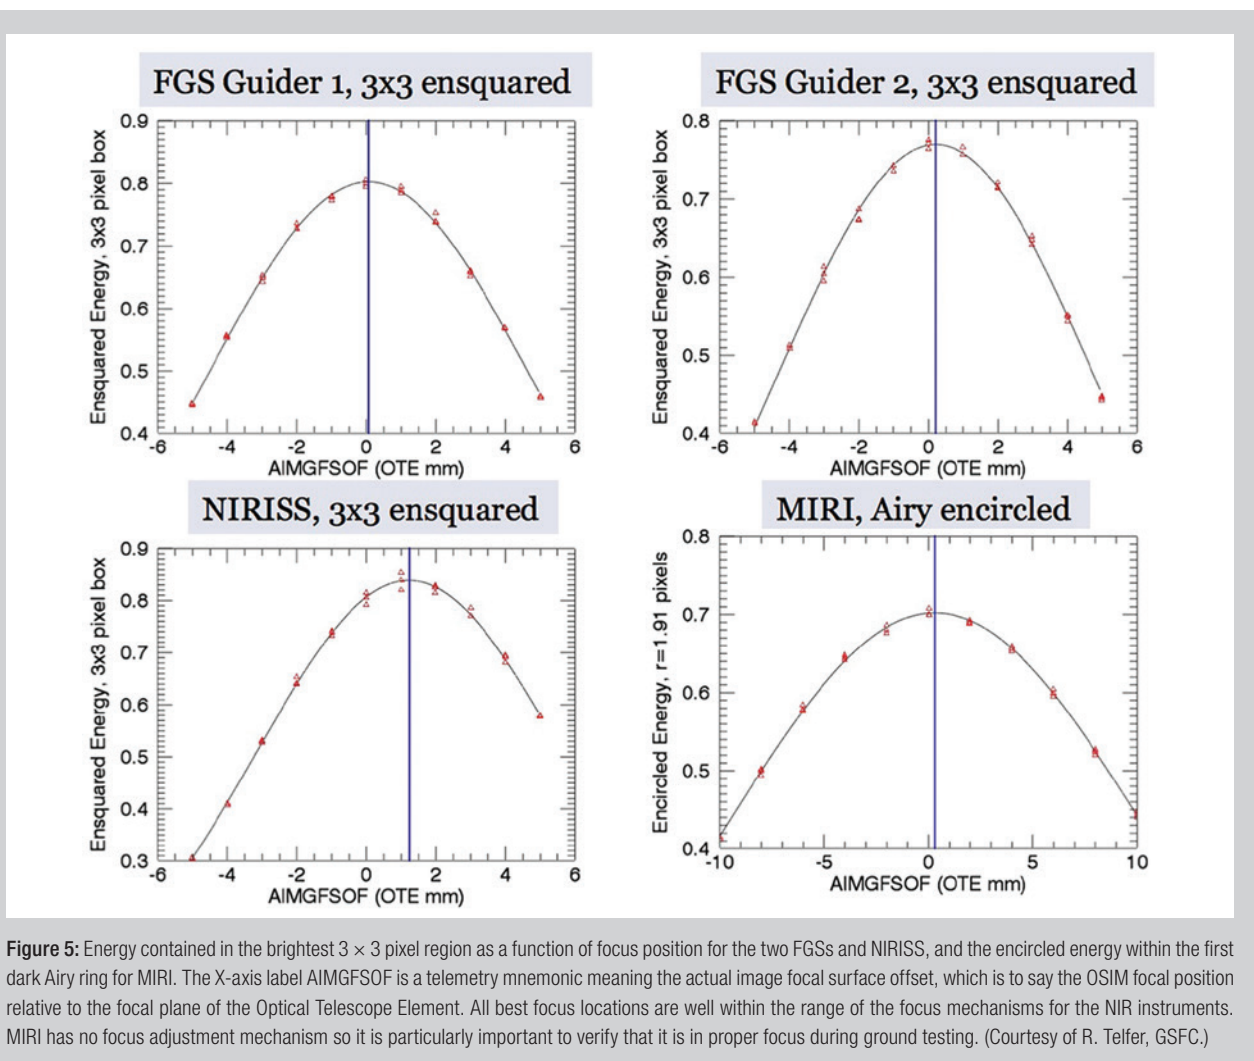 FGS Guider 1, 3x3 ensquared
Ensquared Energy, 3x3 pixel box
0.9
0.8
0.7
0.6
0.5
0.4
-6 -4 -2 0 2 4 6
AIMGFSOF (OTE mm)
FGS Guider 2, 3x3 ensquared
Ensquared Energy, 3x3 pixel box
0.8
0.7
0.6
0.5
0.4
-6 -4 -2 0 2 4 6
AIMGFSOF (OTE mm)
NIRISS, 3x3 ensquared
Ensquared Energy, 3x3 pixel box
0.9
0.8
0.7
0.6
0.5
0.4
0.3
-6 -4 -2 0 2 4 6
AIMGFSOF (OTE mm)
MIRI, Airy encircled
Encircled Energy, r=1.91 pixels
0.8
0.7
0.6
0.5
0.4
-10 -5 0 5 10
AIMGFSOF (OTE mm)
Figure 5: Energy contained in the brightest 3 × 3 pixel region as a function of focus position for the two FGSs and NIRISS, and the encircled energy within the first
dark Airy ring for MIRI. The X-axis label AIMGFSOF is a telemetry mnemonic meaning the actual image focal surface offset, which is to say the OSIM focal position
relative to the focal plane of the Optical Telescope Element. All best focus locations are well within the range of the focus mechanisms for the NIR instruments.
MIRI has no focus adjustment mechanism so it is particularly important to verify that it is in proper focus during ground testing. (Courtesy of R. Telfer, GSFC.)